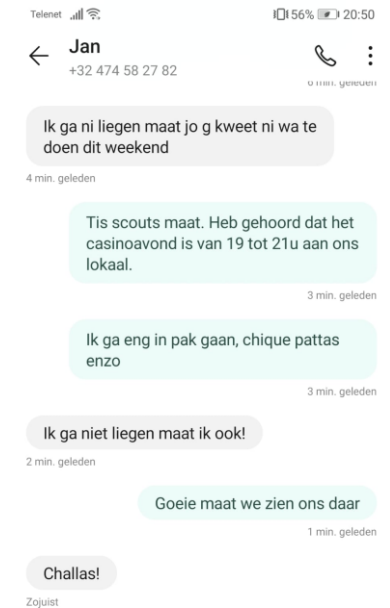 Telenet 56% 20:50
Jan
+32 474 58 27 82
6 min. geleden
Ik ga ni liegen maat jo g kweet ni wa te
doen dit weekend
4 min. geleden
Tis scouts maat. Heb gehoord dat het
casinoavond is van 19 tot 21u aan ons
lokaal.
3 min. geleden
Ik ga eng in pak gaan, chique pattas
enzo
3 min. geleden
Ik ga niet liegen maat ik ook!
2 min. geleden
Goeie maat we zien ons daar
1 min. geleden
Challas!
Zojuist